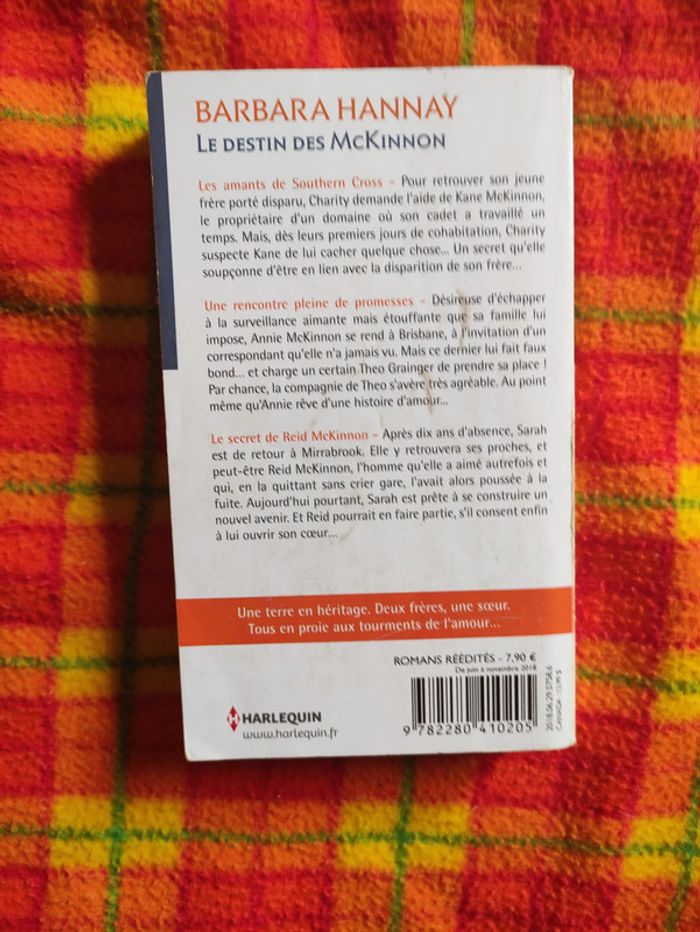 BARBARA HANNAY
LE DESTIN DES MCKINNON
Les amants de Southern Cross – Pour retrouver son jeune
frère porté disparu, Charity demande l'aide de Kane McKinnon,
le propriétaire d'un domaine où son cadet a travaillé un
temps. Mais, dès leurs premiers jours de cohabitation, Charity
suspecte Kane de lui cacher quelque chose... Un secret qu'elle
soupçonne d'être en lien avec la disparition de son frère...
Une rencontre pleine de promesses – Désireuse d'échapper
à la surveillance aimante mais étouffante que sa famille lui
impose, Annie McKinnon se rend à Brisbane, à l'invitation d'un
correspondant qu'elle n'a jamais vu. Mais ce dernier lui fait faux
bond... et charge un certain Theo Grainger de prendre sa place !
Par chance, la compagnie de Theo s'avère très agréable. Au point
même qu'Annie rêve d'une histoire d'amour...
Le secret de Reid McKinnon – Après dix ans d'absence, Sarah
est de retour à Mirrabrook. Elle y retrouvera ses proches, et
peut-être Reid McKinnon, l'homme qu'elle a aimé autrefois et
qui, en la quittant sans crier gare, l'avait alors poussée à la
fuite. Aujourd'hui pourtant, Sarah est prête à se construire un
nouvel avenir. Et Reid pourrait en faire partie, s'il consent enfin
à lui ouvrir son cœur...
Une terre en héritage. Deux frères, une sœur.
Tous en proie aux tourments de l'amour...
ROMANS RÉÉDITÉS - 7,90 €
De juin à novembre 2018
9 782280 410205
2018.06.29.5758.6
CANADA : 13,99 $
HARLEQUIN
www.harlequin.fr